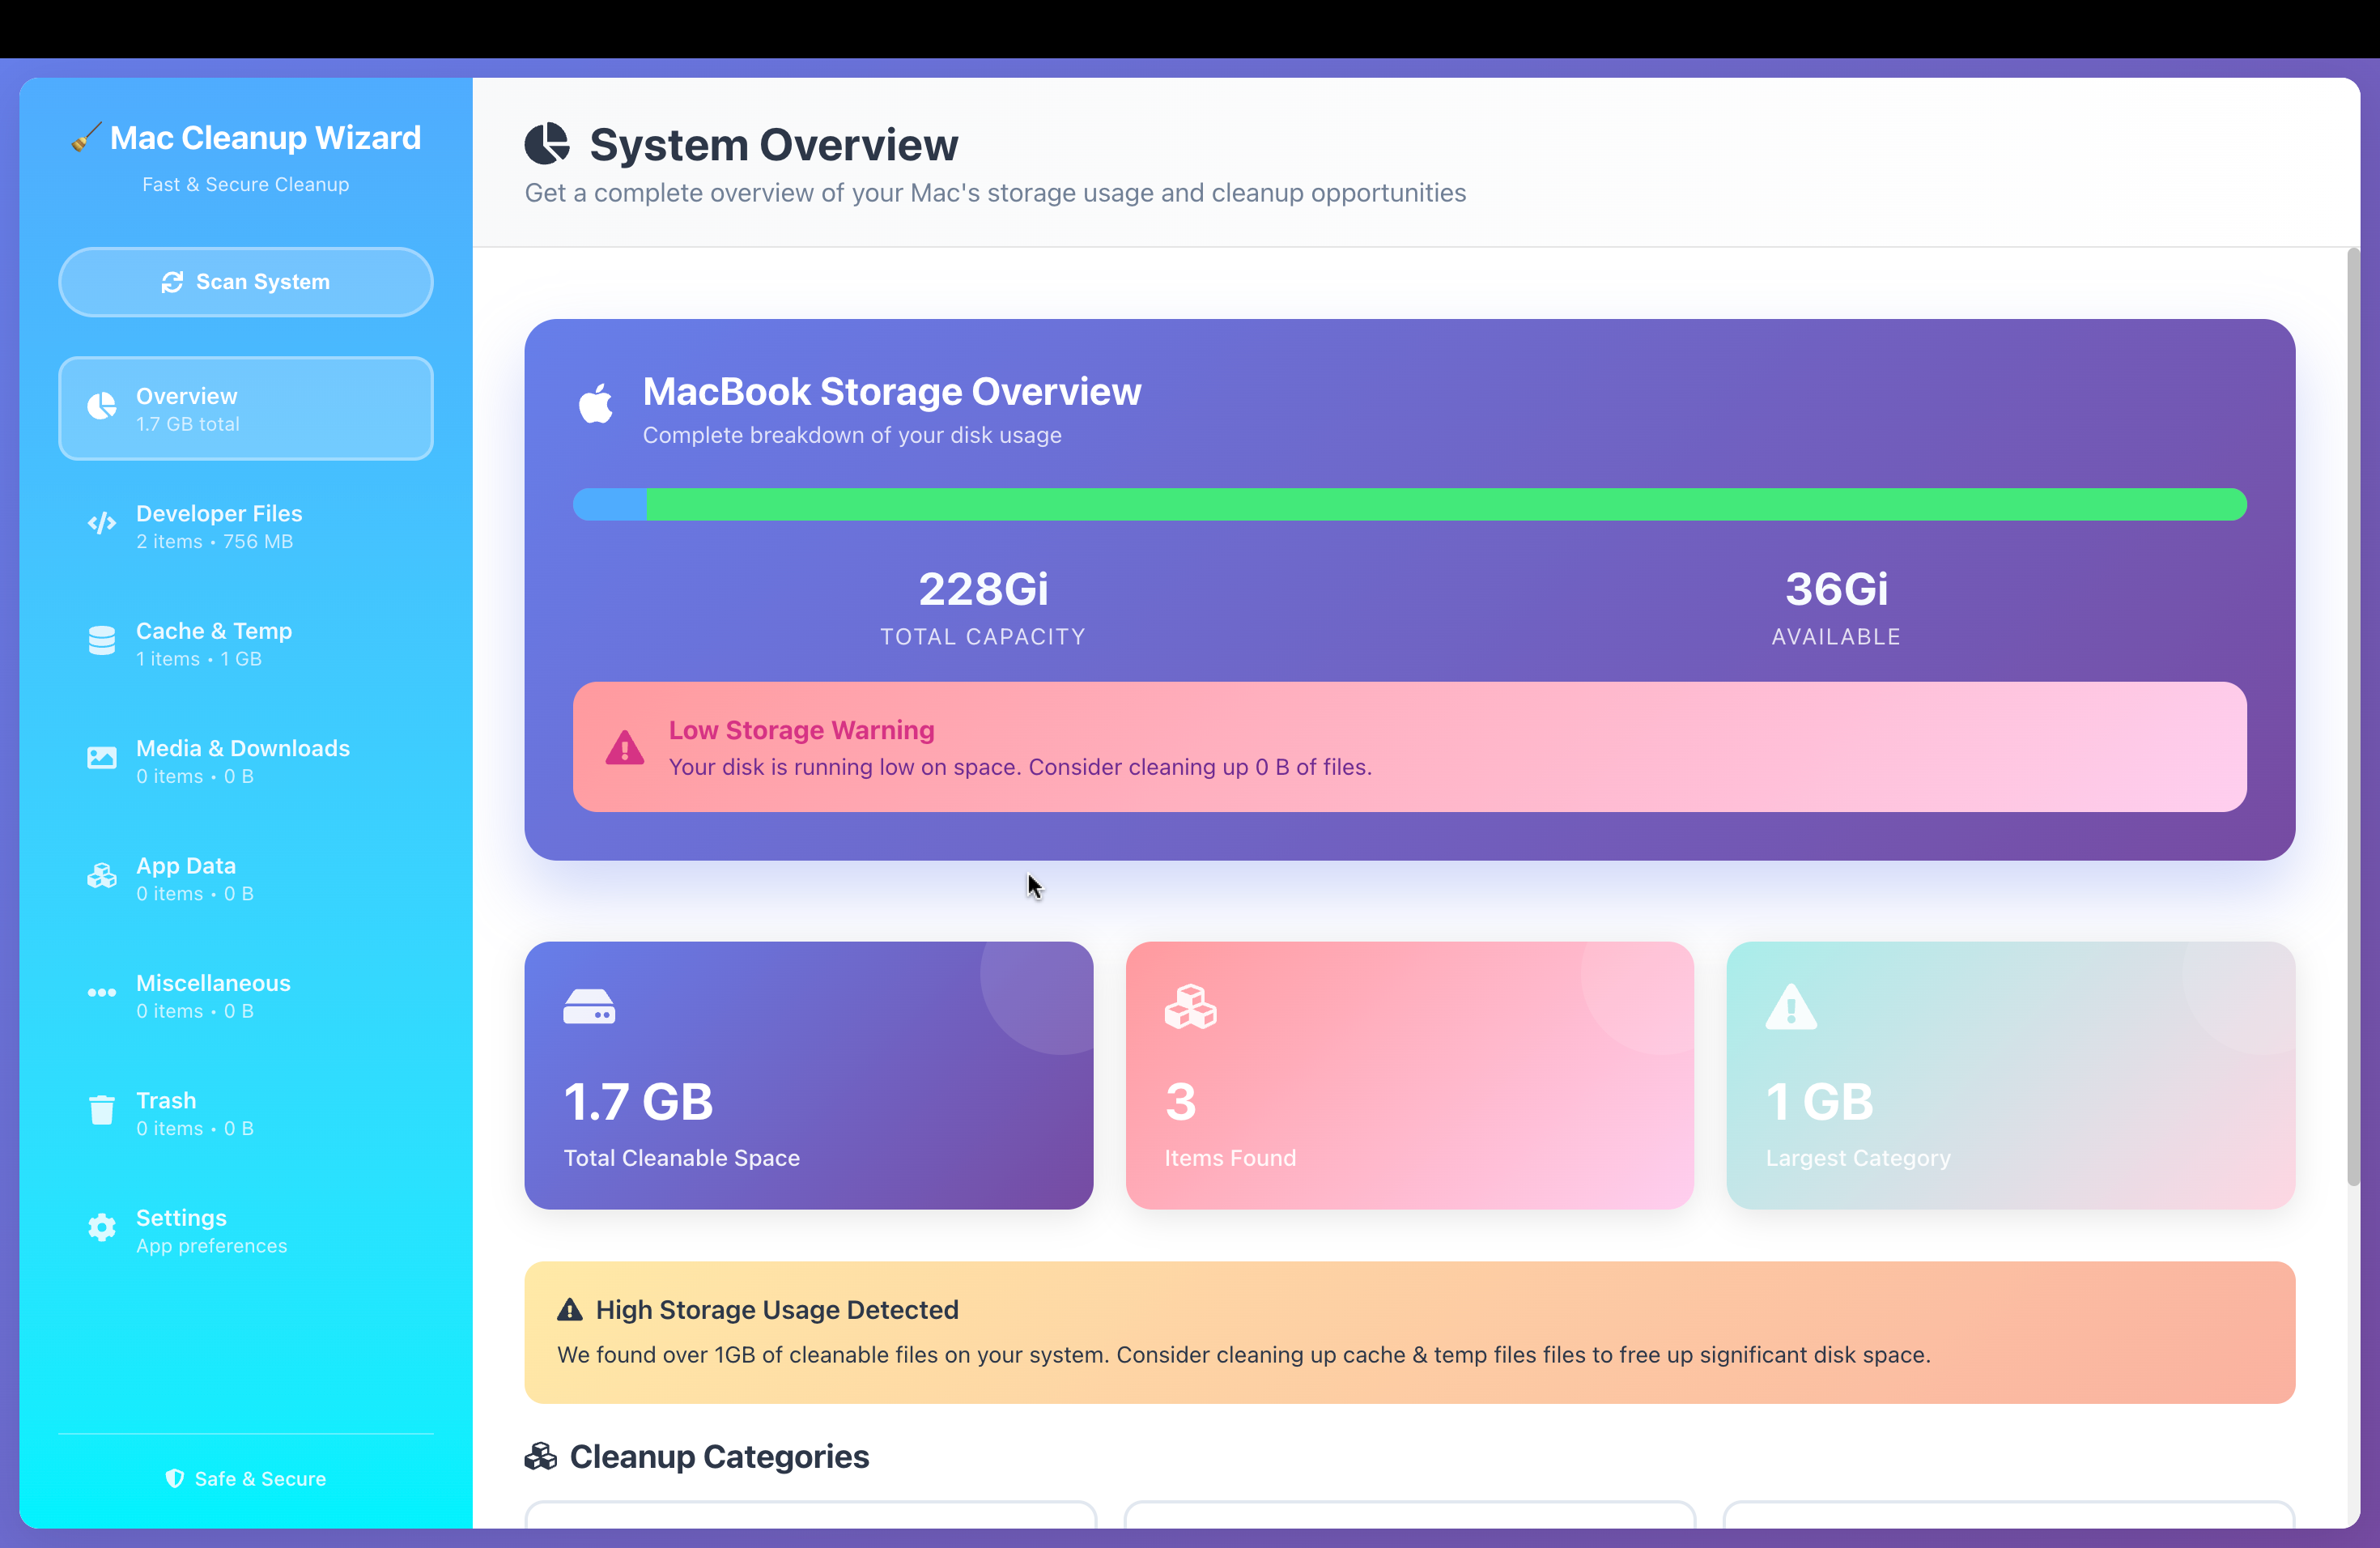 🧹 Mac Cleanup Wizard
Fast & Secure Cleanup
Scan System
Overview
1.7 GB total
Developer Files
2 items • 756 MB
Cache & Temp
1 items • 1 GB
Media & Downloads
0 items • 0 B
App Data
0 items • 0 B
Miscellaneous
0 items • 0 B
Trash
0 items • 0 B
Settings
App preferences
Safe & Secure
System Overview
Get a complete overview of your Mac's storage usage and cleanup opportunities
MacBook Storage Overview
Complete breakdown of your disk usage
228Gi
TOTAL CAPACITY
36Gi
AVAILABLE
Low Storage Warning
Your disk is running low on space. Consider cleaning up 0 B of files.
1.7 GB
Total Cleanable Space
3
Items Found
1 GB
Largest Category
High Storage Usage Detected
We found over 1GB of cleanable files on your system. Consider cleaning up cache & temp files files to free up significant disk space.
Cleanup Categories